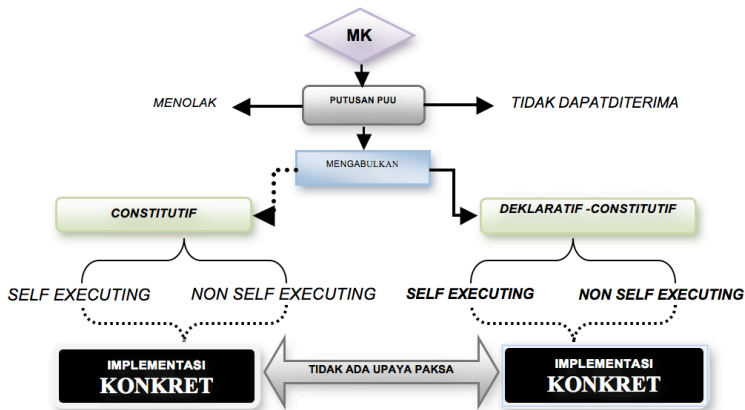 MK
PUTUSAN PUU
MENOLAK
TIDAK DAPATDITERIMA
MENGABULKAN
CONSTITUTIF
DEKLARATIF -CONSTITUTIF
SELF EXECUTING
NON SELF EXECUTING
SELF EXECUTING
NON SELF EXECUTING
IMPLEMENTASI
KONKRET
TIDAK ADA UPAYA PAKSA
IMPLEMENTASI
KONKRET